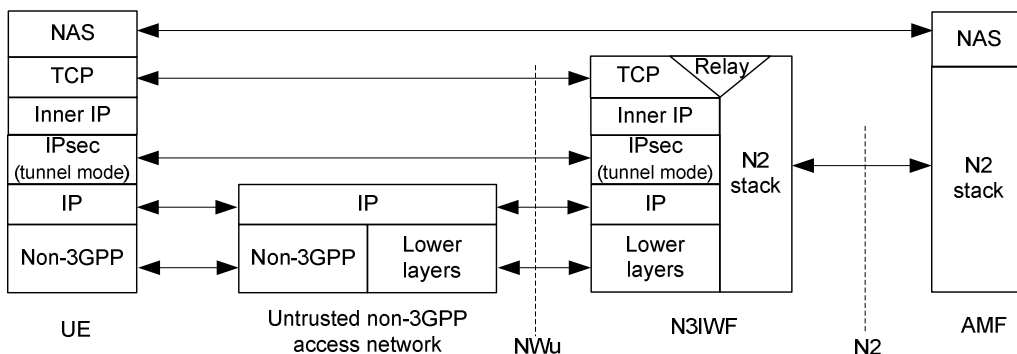 NAS
TCP
Inner IP
IPsec
(tunnel mode)
IP
Non-3GPP
UE
IP
Non-3GPP
Lower
layers
Untrusted non-3GPP
access network
NWu
TCP
Relay
Inner IP
IPsec
(tunnel mode)
IP
Lower
layers
N2
stack
N3IWF
N2
NAS
N2
stack
AMF